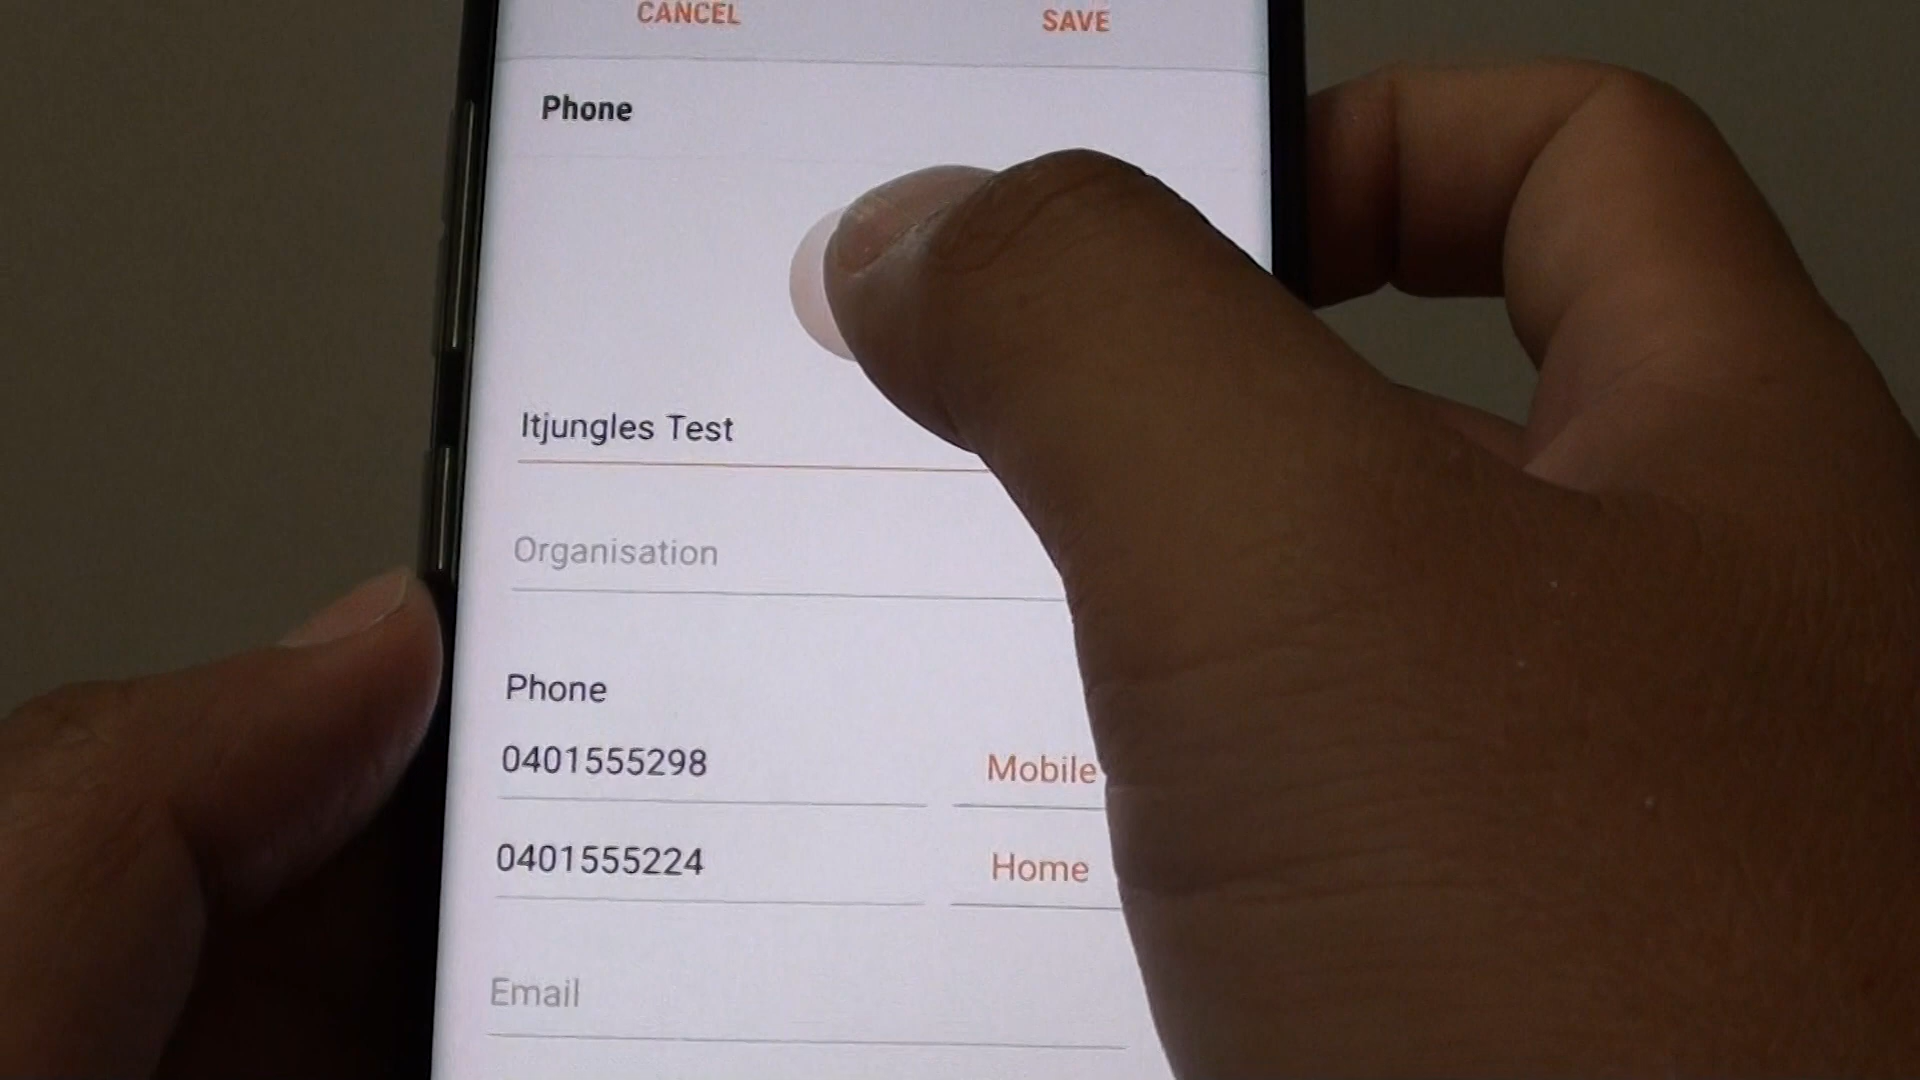 CANCEL SAVE
Phone
Itjungles Test
Organisation
Phone
0401555298 Mobile
0401555224 Home
Email